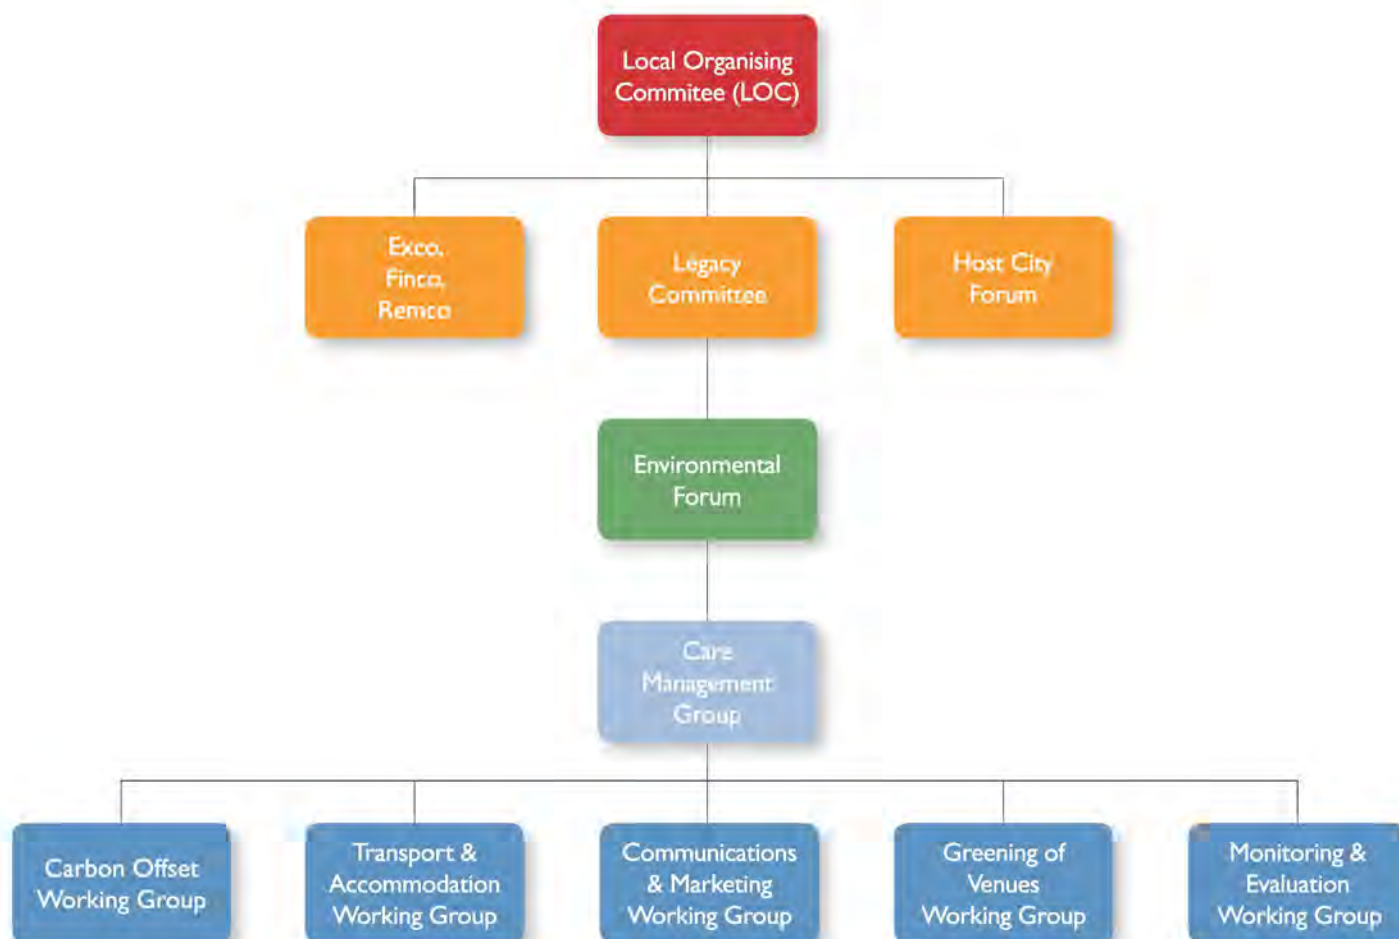 Local Organising
Commitee (LOC)
Exco,
Finco,
Remco
Legacy
Committee
Host City
Forum
Environmental
Forum
Care
Management
Group
Carbon Offset
Working Group
Transport &
Accommodation
Working Group
Communications
& Marketing
Working Group
Greening of
Venues
Working Group
Monitoring &
Evaluation
Working Group